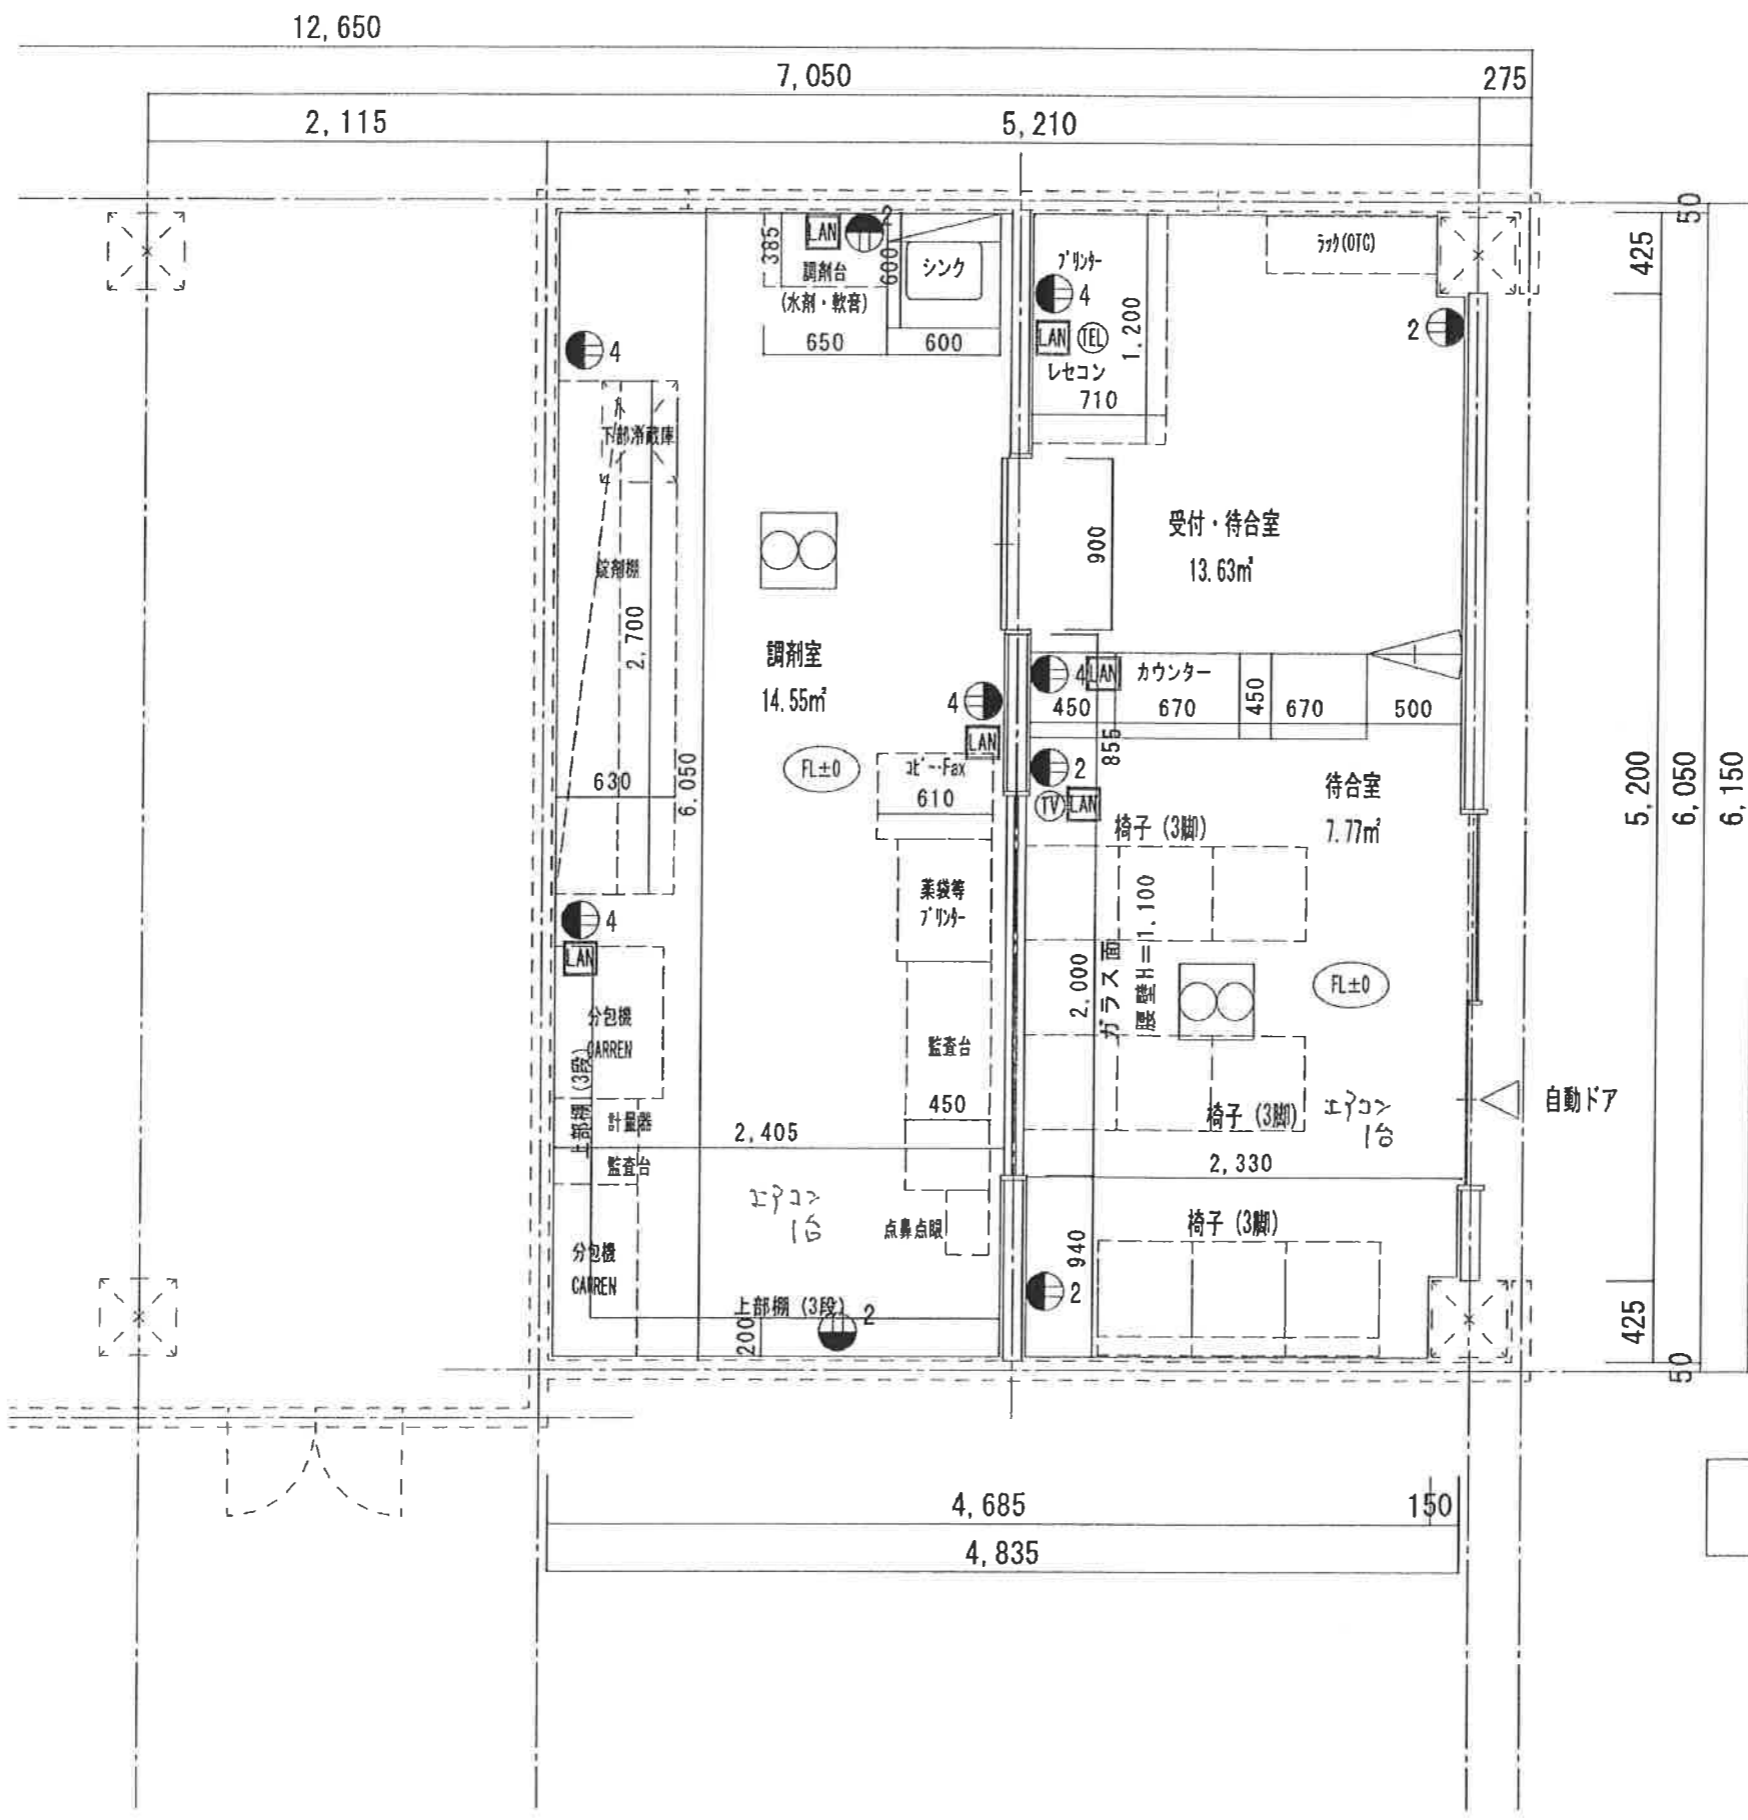 12,650
7,050
275
2,115
5,210
50
425
385
LAN
2
調剤台
(水剤・軟膏)
600
シンク
650
600
プリンター
4
LAN
TEL
レセコン
1,200
710
ラック(OTC)
2
4
下部冷蔵庫
錠剤棚
2,700
630
6,050
調剤室
14.55㎡
FL±0
4
LAN
コピー・Fax
610
薬袋等
プリンター
監査台
450
点鼻点眼
900
受付・待合室
13.63㎡
4
LAN
カウンター
450
670
450
670
500
855
2
TV
LAN
待合室
7.77㎡
椅子 (3脚)
2,000
ガラス面
腰壁H=1,100
FL±0
椅子 (3脚)
エアコン
1台
自動ドア
2,330
椅子 (3脚)
940
2
4
LAN
分包機
CARREN
上部棚 (3段)
計量器
監査台
2,405
エアコン
1台
分包機
CARREN
上部棚 (3段)
2
200
5,200
6,050
6,150
425
50
4,685
150
4,835